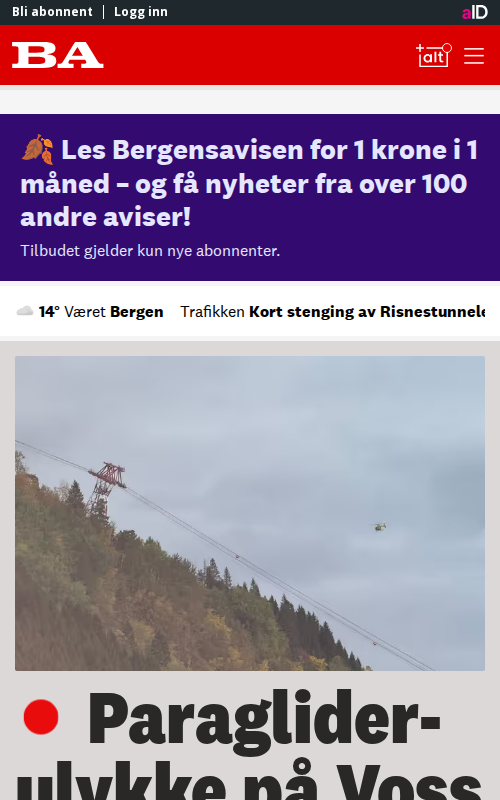 Bli abonnent
Logg inn
aID
BA
+alt
Les Bergensavisen for 1 krone i 1
måned – og få nyheter fra over 100
andre aviser!
Tilbudet gjelder kun nye abonnenter.
14° Været Bergen Trafikken Kort stenging av Risnestunnele
Paraglider-
ulykke på Voss